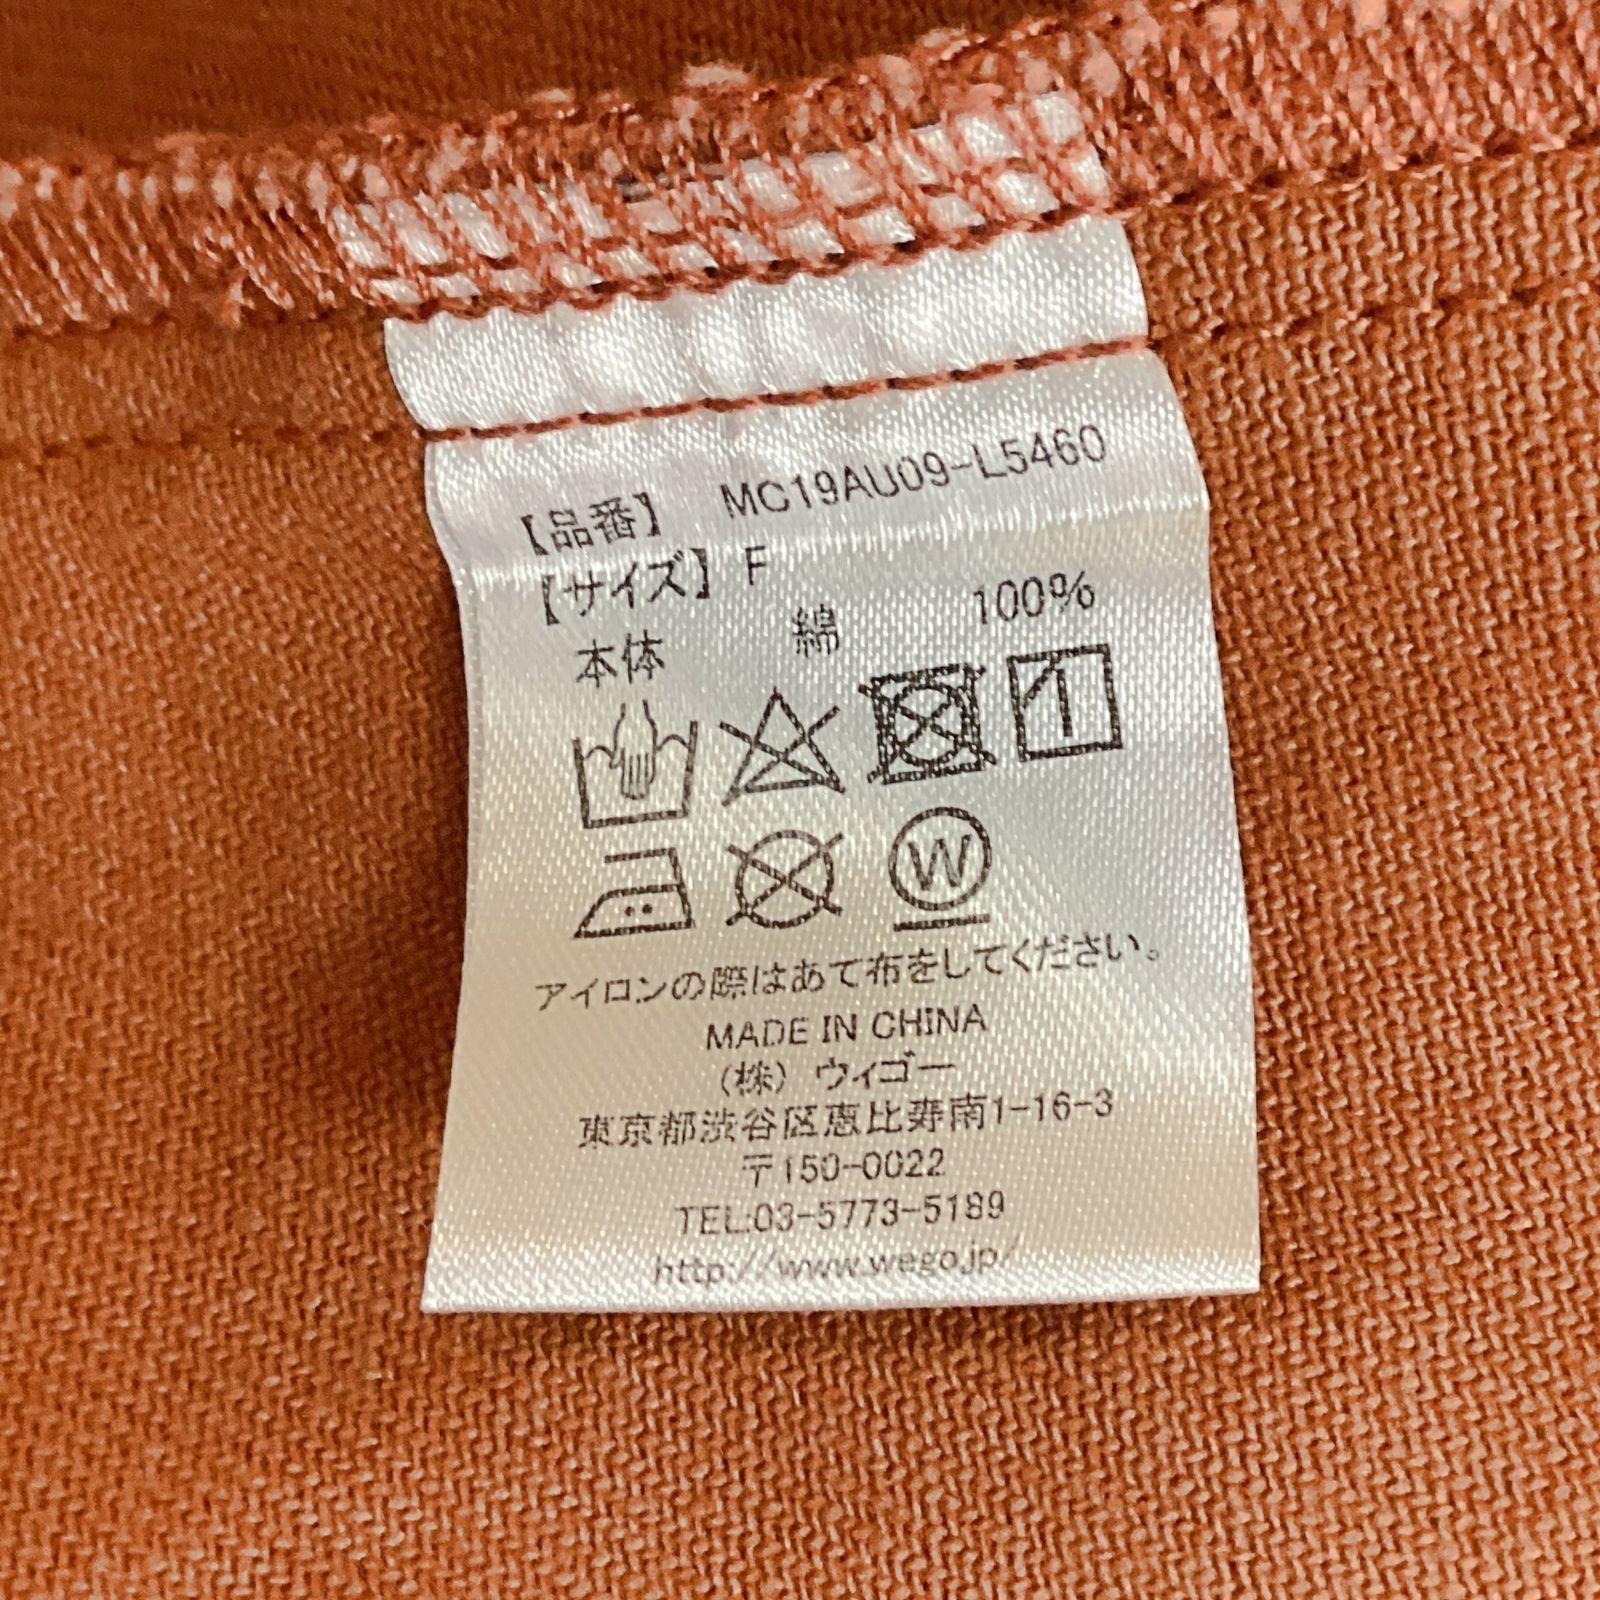 【品番】 MC19AU09-L5460
【サイズ】 F
本体 綿 100%
W
アイロンの際はあて布をしてください。
MADE IN CHINA
（株）ウィゴー
東京都渋谷区恵比寿南1-16-3
〒150-0022
TEL:03-5773-5189
http://www.wego.jp/